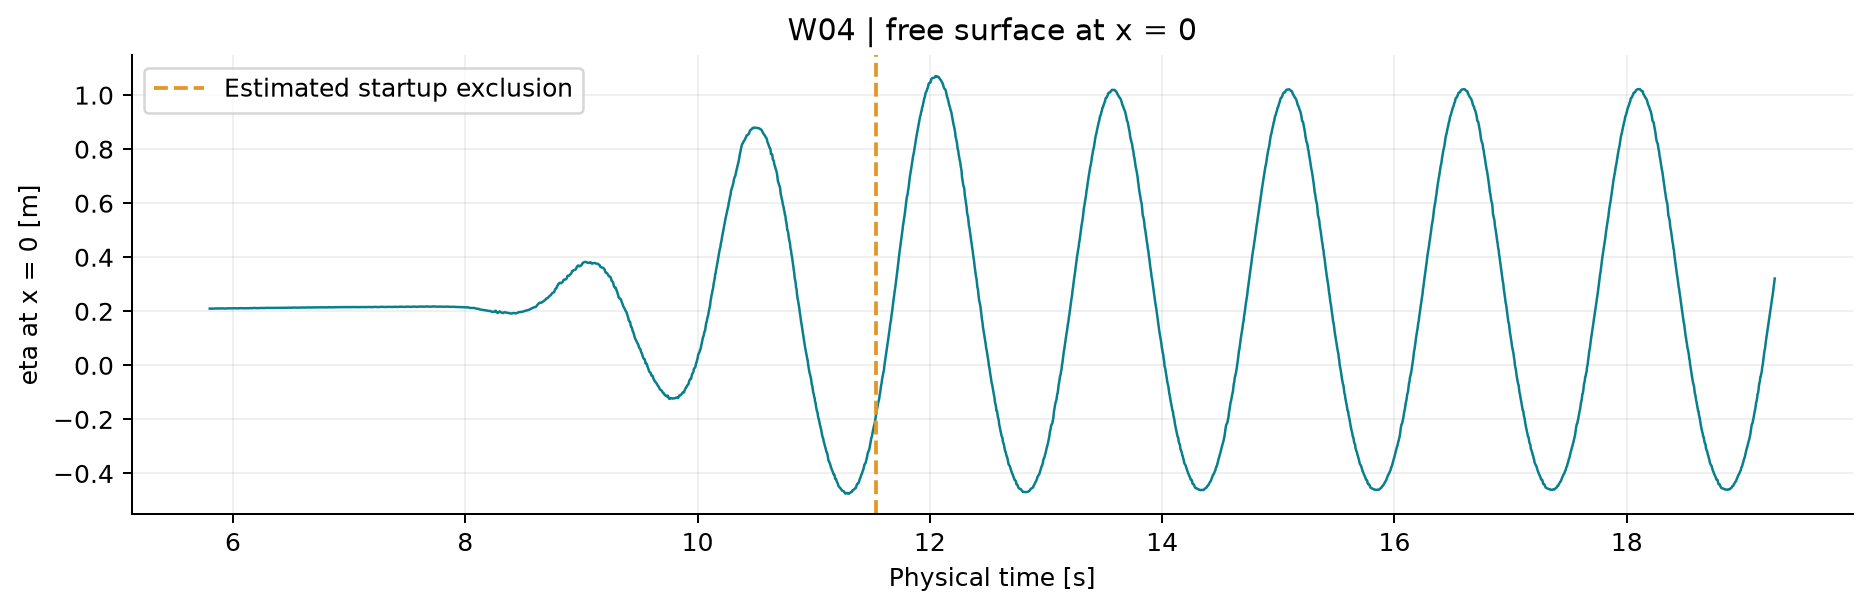 W04 | free surface at x = 0
Estimated startup exclusion
eta at x = 0 [m]
1.0
0.8
0.6
0.4
0.2
0.0
−0.2
−0.4
6 8 10 12 14 16 18
Physical time [s]